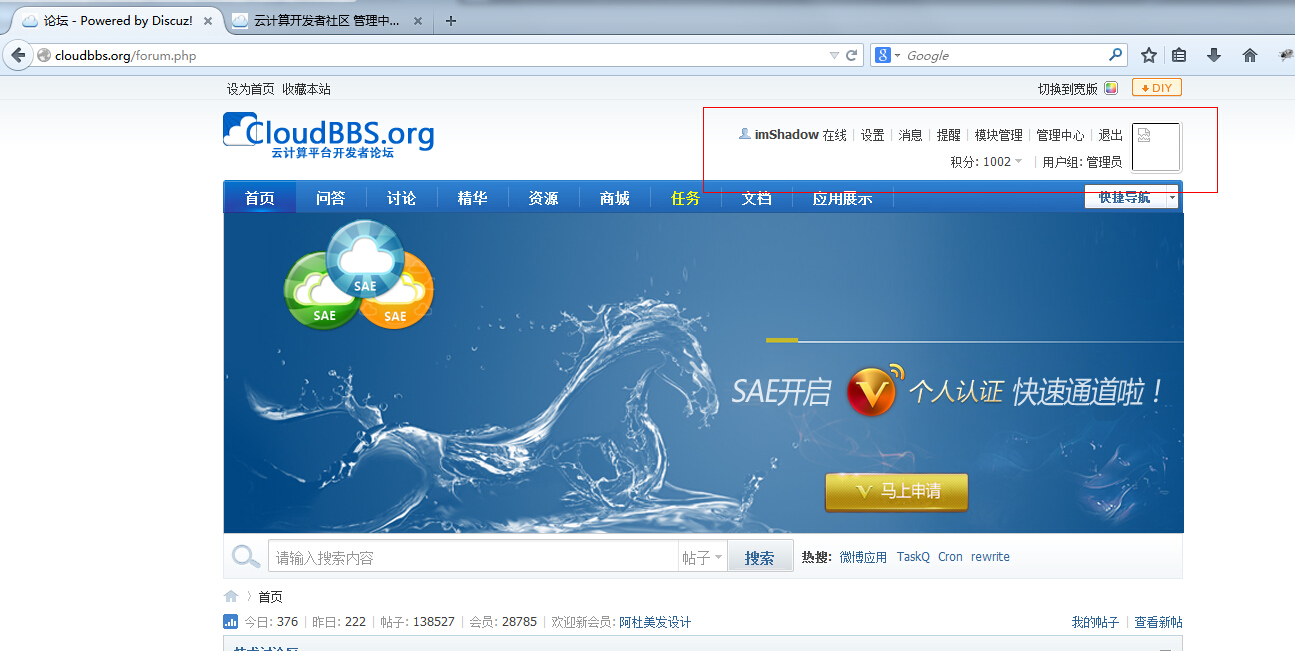 论坛 - Powered by Discuz! × 云计算开发者社区 管理中... × +
cloudbbs.org/forum.php 8 Google
设为首页 收藏本站 切换到宽版 DIY
CloudBBS.org
云计算平台开发者论坛
imShadow 在线 设置 消息 提醒 模块管理 管理中心 退出
积分: 1002 用户组: 管理员
首页 问答 讨论 精华 资源 商城 任务 文档 应用展示 快捷导航
SAE
SAE SAE
SAE开启 V 个人认证 快速通道啦！
V 马上申请
请输入搜索内容 帖子 搜索 热搜: 微博应用 TaskQ Cron rewrite
首页
今日: 376 昨日: 222 帖子: 138527 会员: 28785 欢迎新会员: 阿杜美发设计 我的帖子 查看新帖